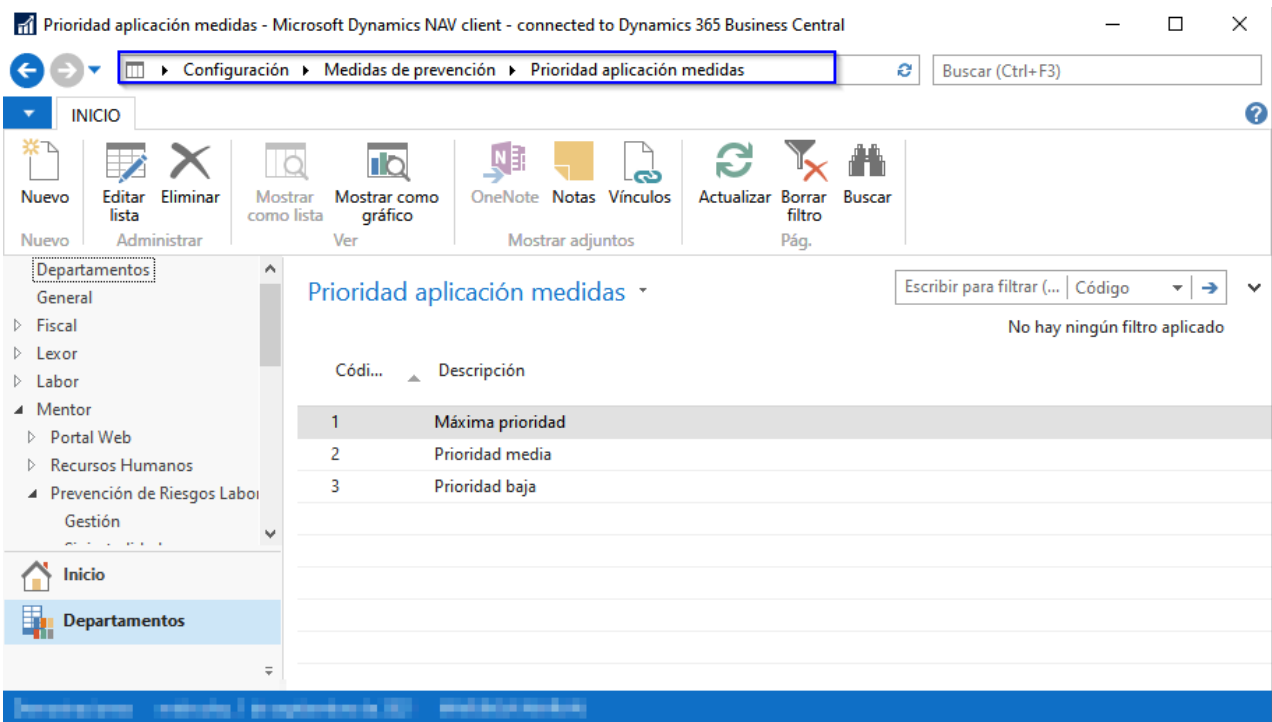 Prioridad aplicación medidas - Microsoft Dynamics NAV client - connected to Dynamics 365 Business Central
Configuración Medidas de prevención Prioridad aplicación medidas
Buscar (Ctrl+F3)
INICIO
Nuevo
Editar lista
Eliminar
Mostrar como lista
Mostrar como gráfico
OneNote
Notas
Vínculos
Actualizar
Borrar filtro
Buscar
Nuevo
Administrar
Ver
Mostrar adjuntos
Pág.
Departamentos
General
Fiscal
Lexor
Labor
Mentor
Portal Web
Recursos Humanos
Prevención de Riesgos Labor
Gestión
Inicio
Departamentos
Prioridad aplicación medidas
Escribir para filtrar (... Código
No hay ningún filtro aplicado
Códi... Descripción
1 Máxima prioridad
2 Prioridad media
3 Prioridad baja